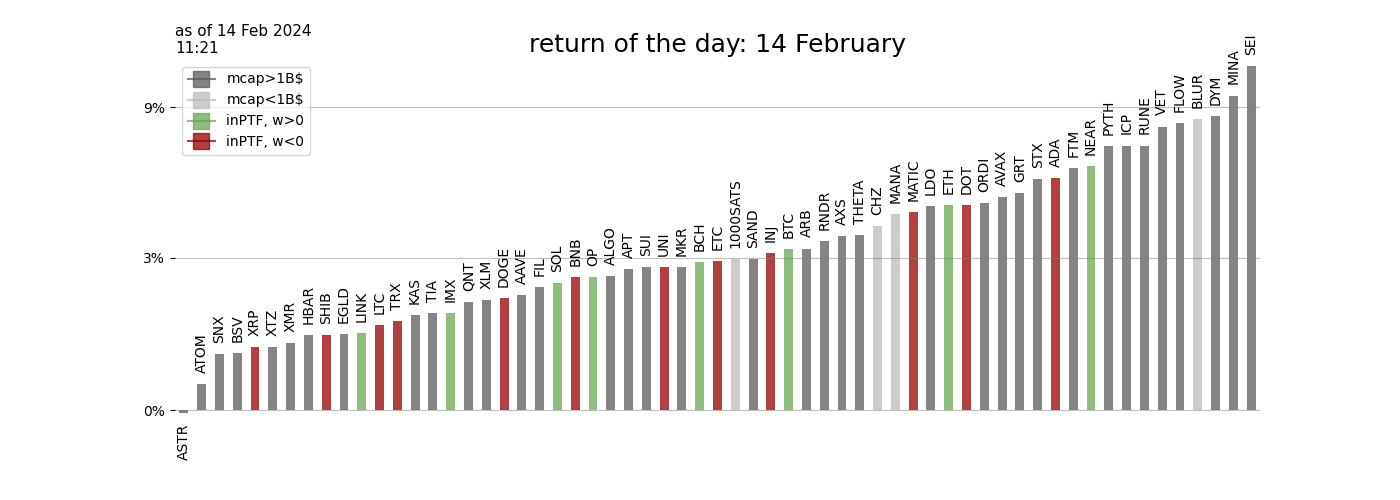 as of 14 Feb 2024
11:21
return of the day: 14 February
mcap>1B$
mcap<1B$
inPTF, w>0
inPTF, w<0
9%
3%
0%
ASTR
ATOM
SNX
BSV
XRP
XTZ
XMR
HBAR
SHIB
EGLD
LINK
LTC
TRX
KAS
TIA
IMX
QNT
XLM
DOGE
AAVE
FIL
SOL
BNB
OP
ALGO
APT
SUI
UNI
MKR
BCH
ETC
1000SATS
SAND
INJ
BTC
ARB
RNDR
AXS
THETA
CHZ
MANA
MATIC
LDO
ETH
DOT
ORDI
AVAX
GRT
STX
ADA
FTM
NEAR
PYTH
ICP
RUNE
VET
FLOW
BLUR
DYM
MINA
SEI